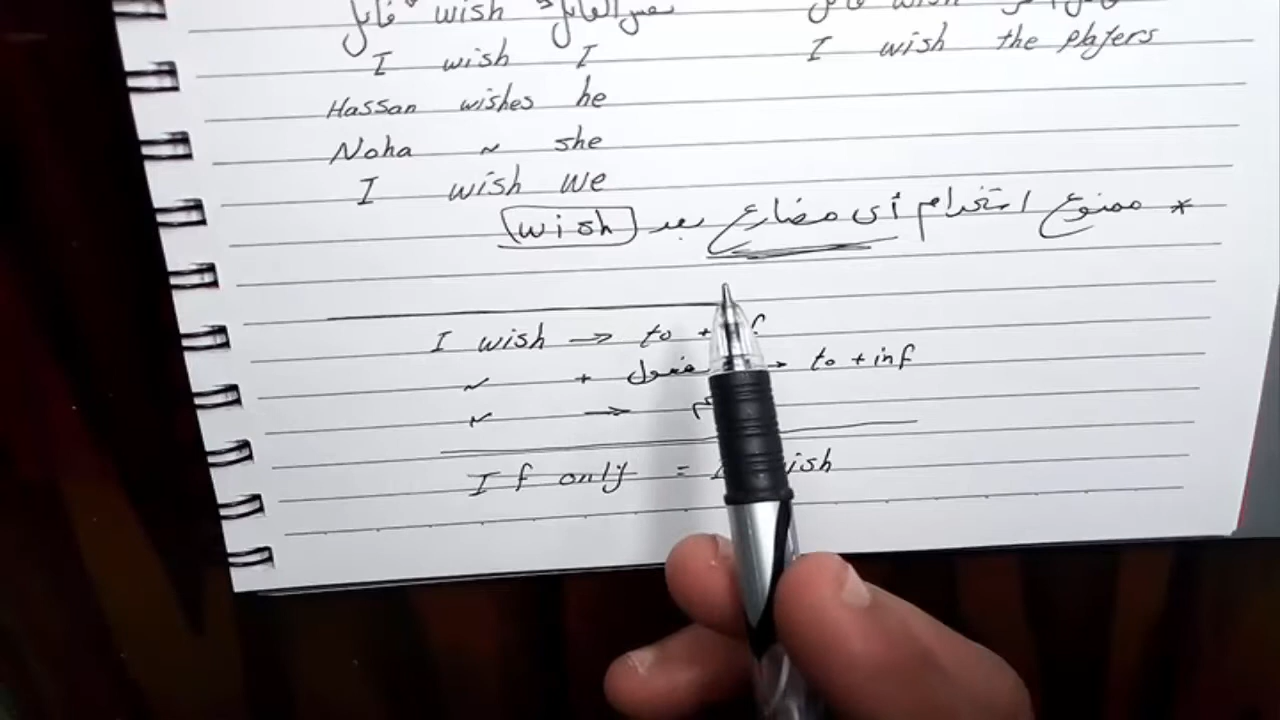 فاعل wish نفس الفاعل wish
I wish I I wish the players
Hassan wishes he
Noha ~ she
I wish we
* ممنوع استخدام أى مضارع بعد wish
I wish → to +
~ + مفعول → to + inf
~ →
If only = wish